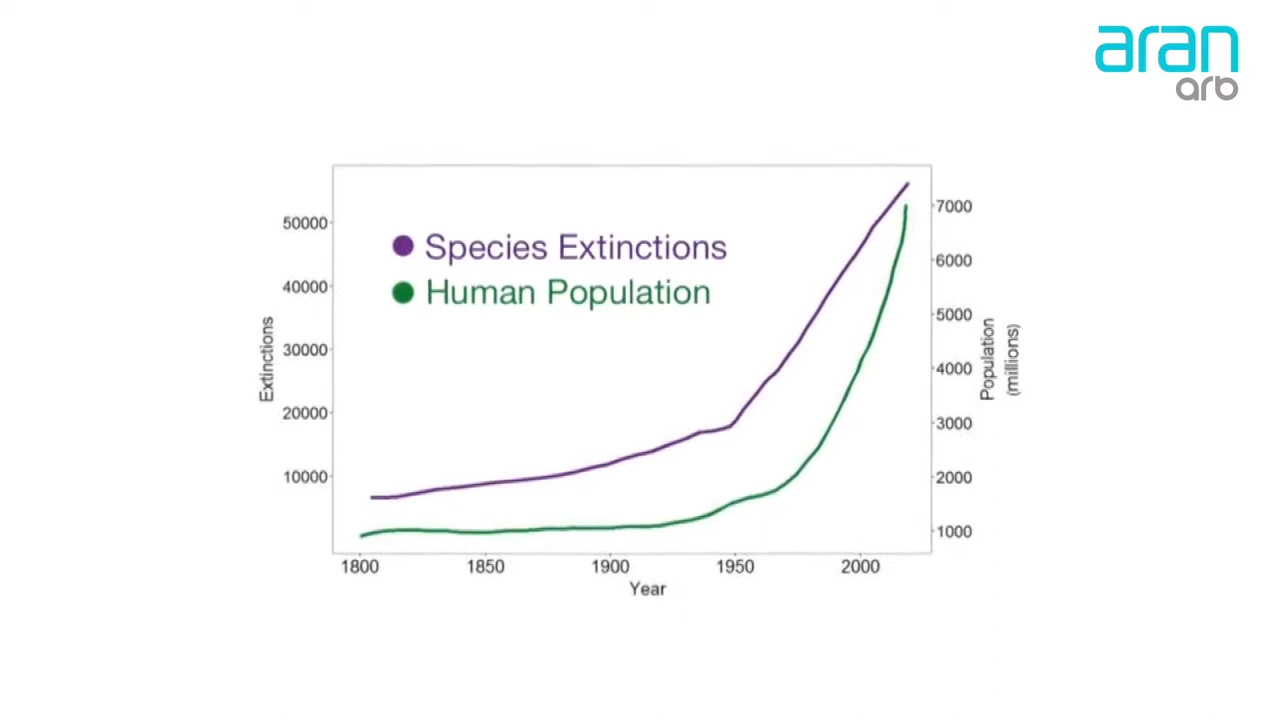 aran
arb
Species Extinctions
Human Population
50000
40000
30000
20000
10000
Extinctions
7000
6000
5000
4000
3000
2000
1000
Population
(millions)
1800 1850 1900 1950 2000
Year